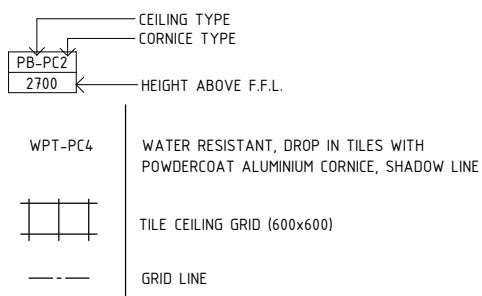 CEILING TYPE
CORNICE TYPE
PB-PC2
2700
HEIGHT ABOVE F.F.L.
WPT-PC4
WATER RESISTANT, DROP IN TILES WITH
POWDERCOAT ALUMINIUM CORNICE, SHADOW LINE
TILE CEILING GRID (600x600)
GRID LINE